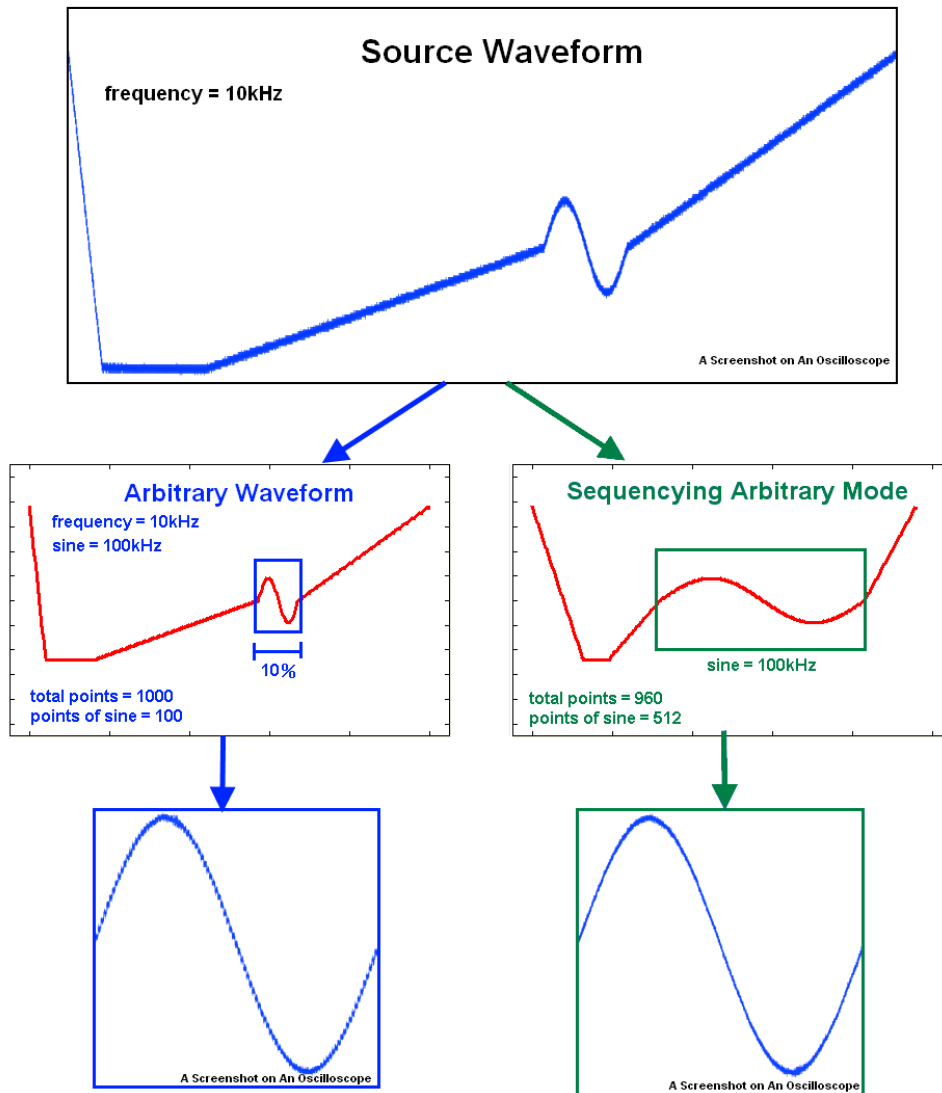 Source Waveform
frequency = 10kHz
A Screenshot on An Oscilloscope
Arbitrary Waveform
frequency = 10kHz
sine = 100kHz
10%
total points = 1000
points of sine = 100
Sequencying Arbitrary Mode
sine = 100kHz
total points = 960
points of sine = 512
A Screenshot on An Oscilloscope
A Screenshot on An Oscilloscope